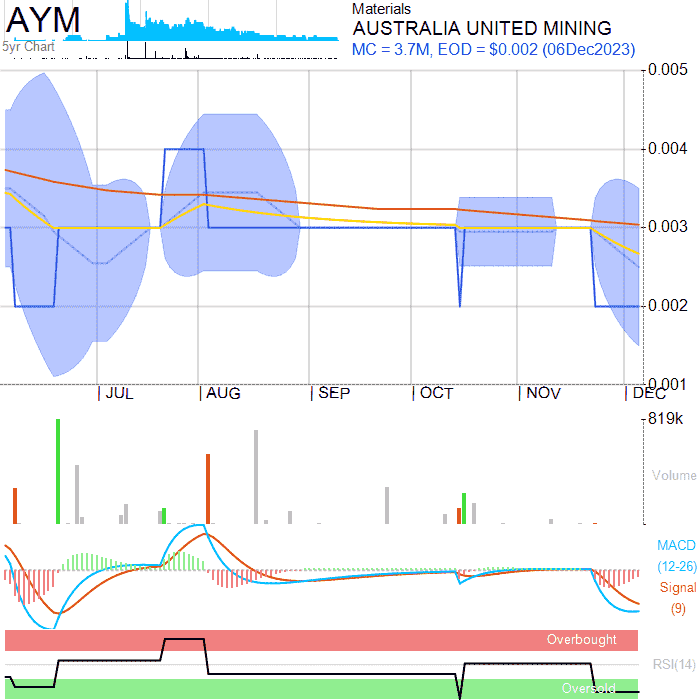 AYM
5yr Chart
Materials
AUSTRALIA UNITED MINING
MC = 3.7M, EOD = $0.002 (06Dec2023)
0.005
0.004
0.003
0.002
0.001
JUL
AUG
SEP
OCT
NOV
DEC
819k
Volume
MACD
(12-26)
Signal
(9)
Overbought
RSI(14)
Oversold